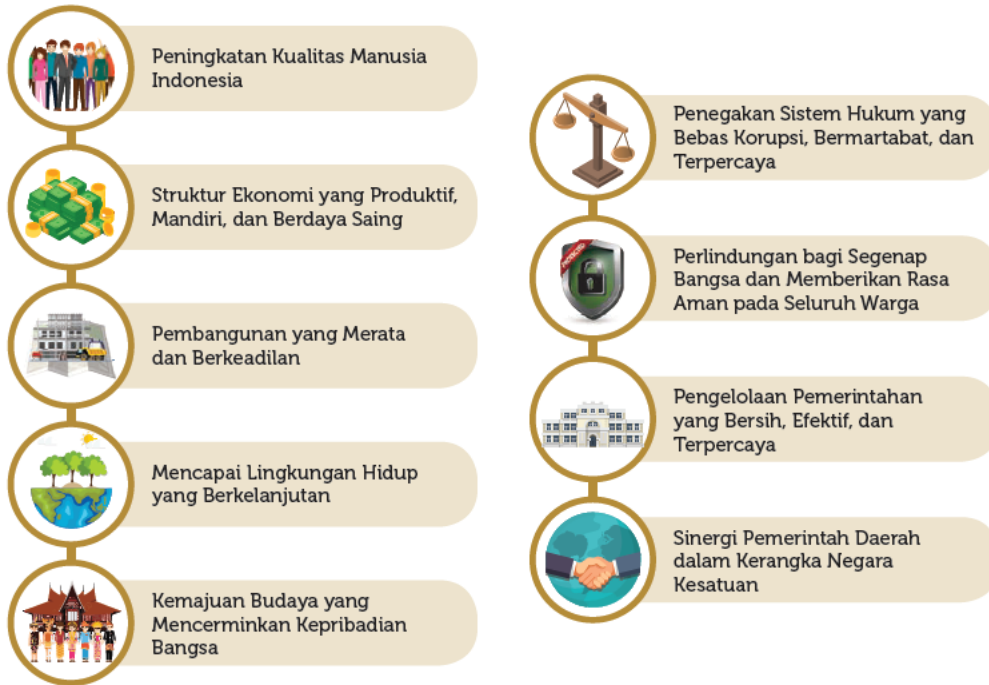 Peningkatan Kualitas Manusia
Indonesia
Struktur Ekonomi yang Produktif,
Mandiri, dan Berdaya Saing
Pembangunan yang Merata
dan Berkeadilan
Mencapai Lingkungan Hidup
yang Berkelanjutan
Kemajuan Budaya yang
Mencerminkan Kepribadian
Bangsa
Penegakan Sistem Hukum yang
Bebas Korupsi, Bermartabat, dan
Terpercaya
PROTECTED
Perlindungan bagi Segenap
Bangsa dan Memberikan Rasa
Aman pada Seluruh Warga
Pengelolaan Pemerintahan
yang Bersih, Efektif, dan
Terpercaya
Sinergi Pemerintah Daerah
dalam Kerangka Negara
Kesatuan